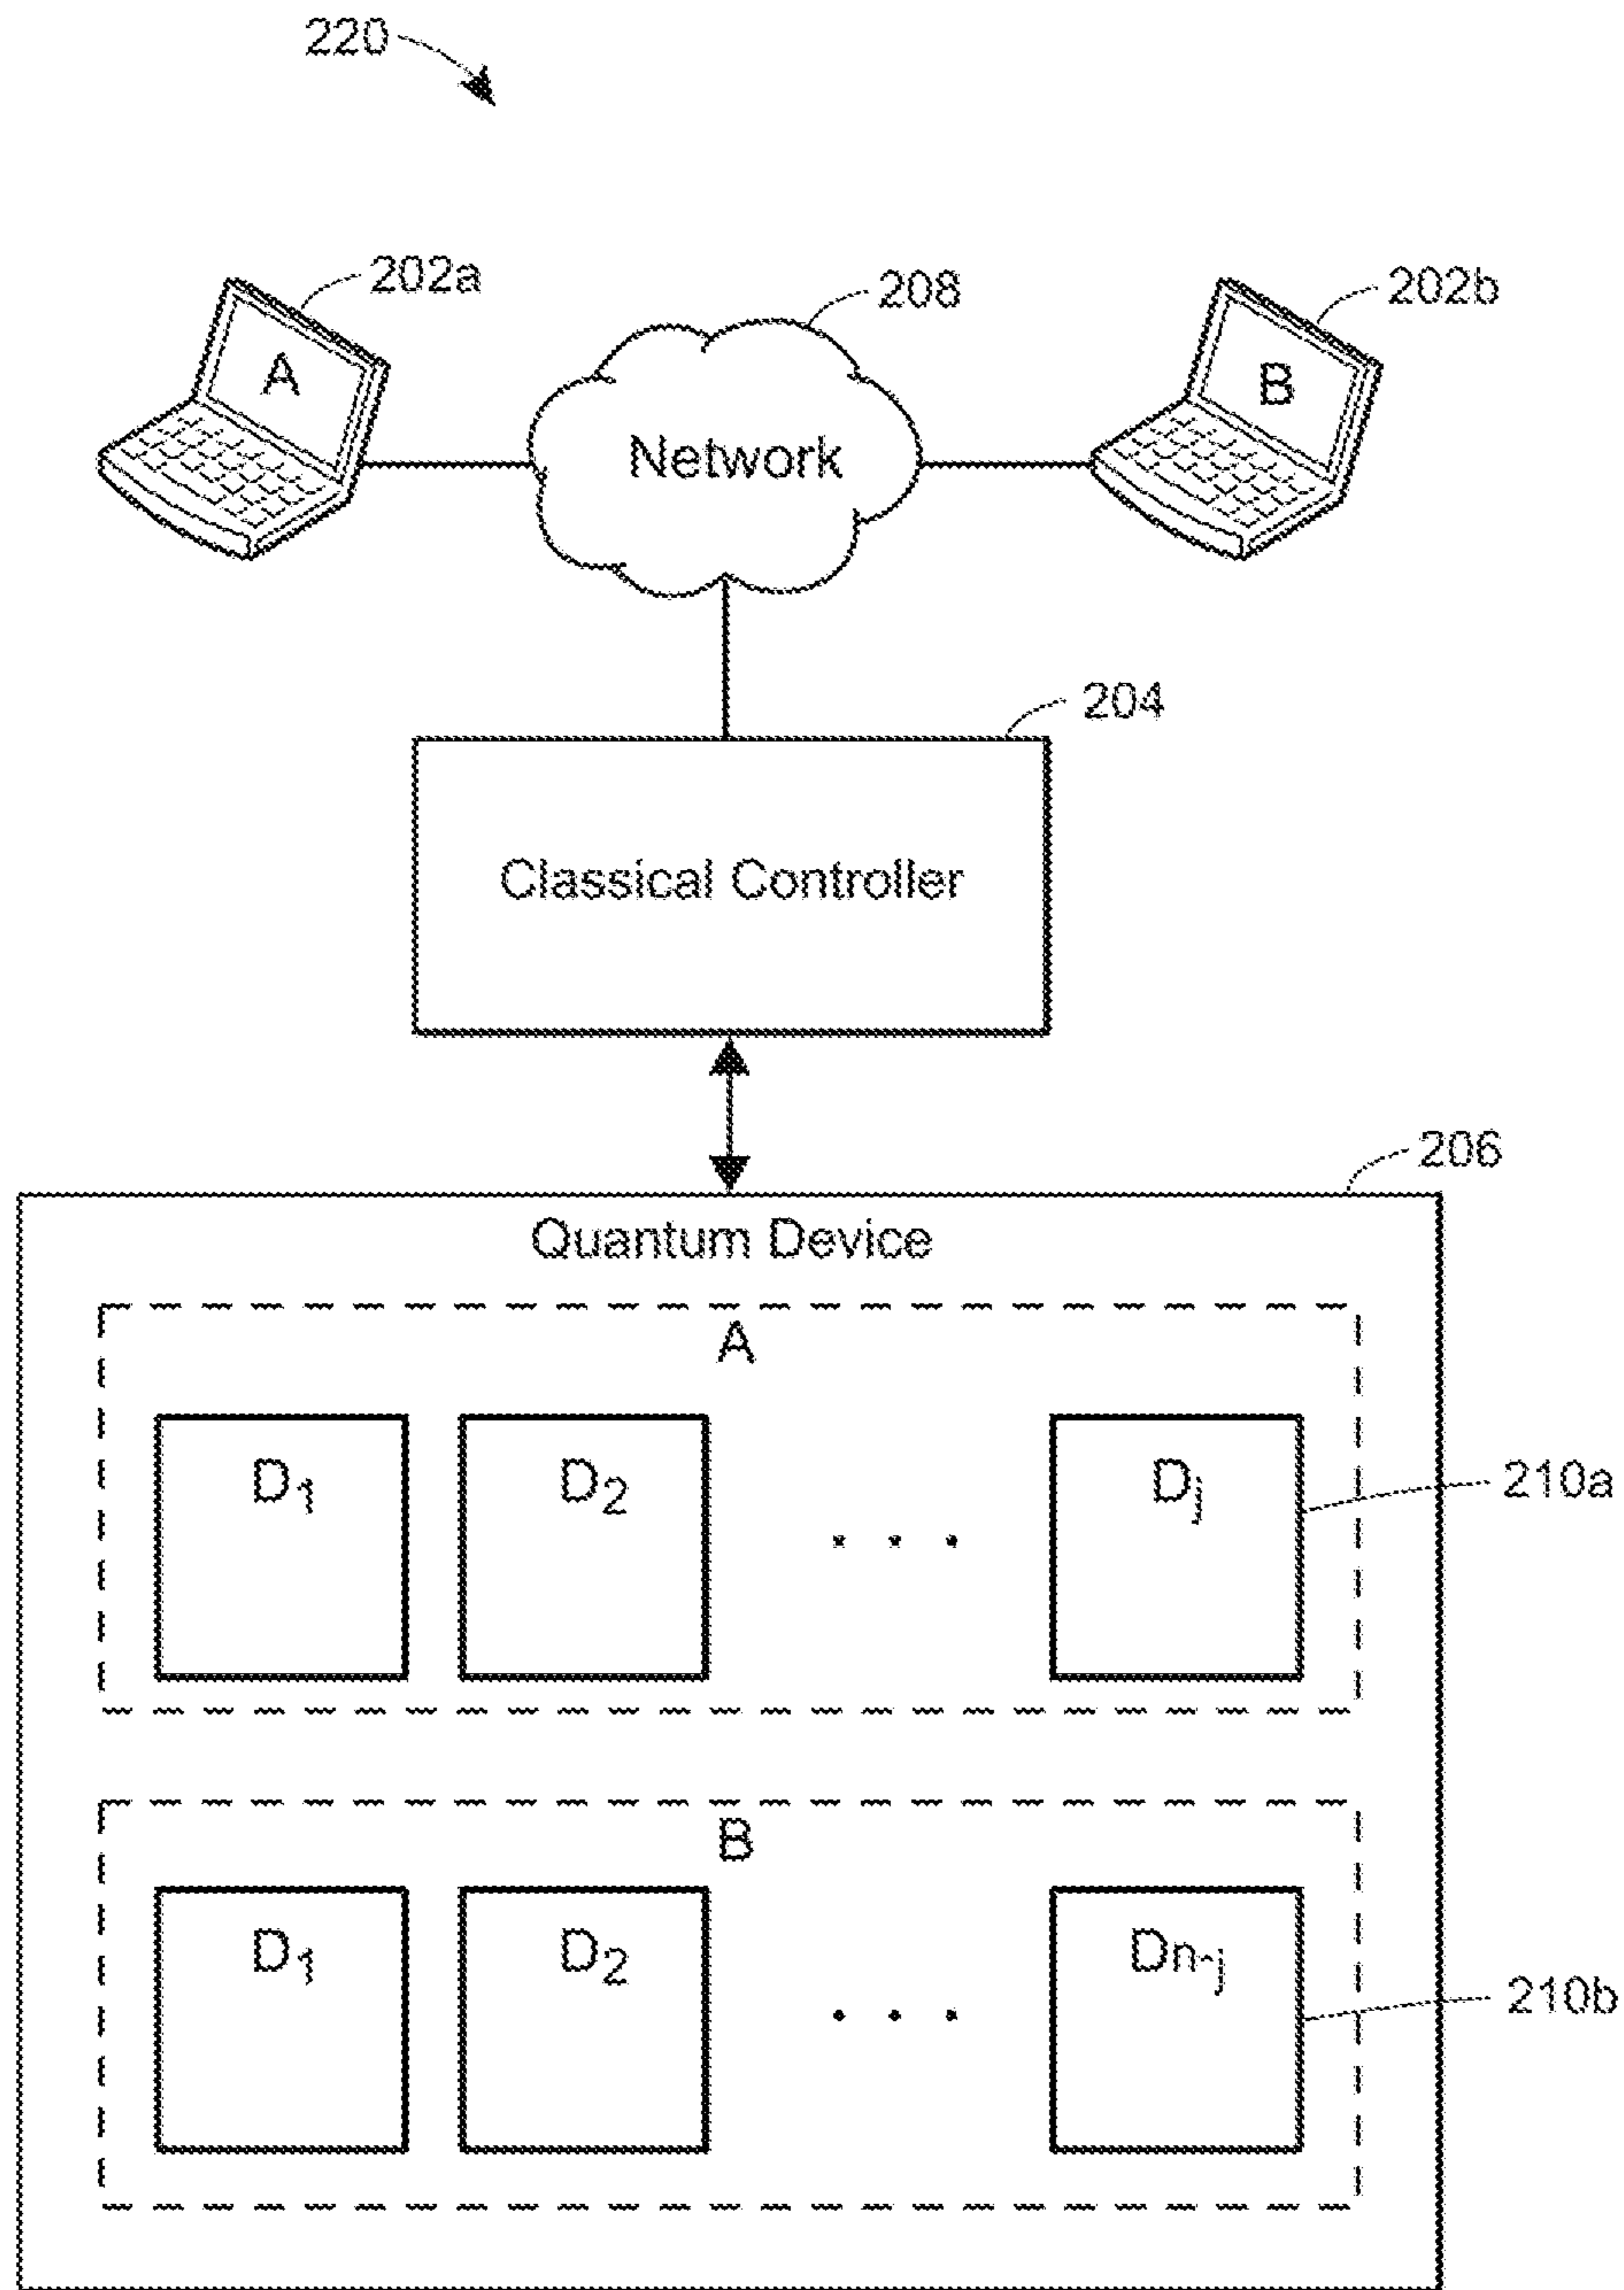 220
202a
208
202b
A
Network
B
204
Classical Controller
206
Quantum Device
A
D1 D2 . . . Dj
210a
B
D1 D2 . . . Dn-j
210b